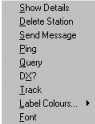 Show Details
Delete Station
Send Message
Ping
Query
DX?
Track
Label Colours...
Font